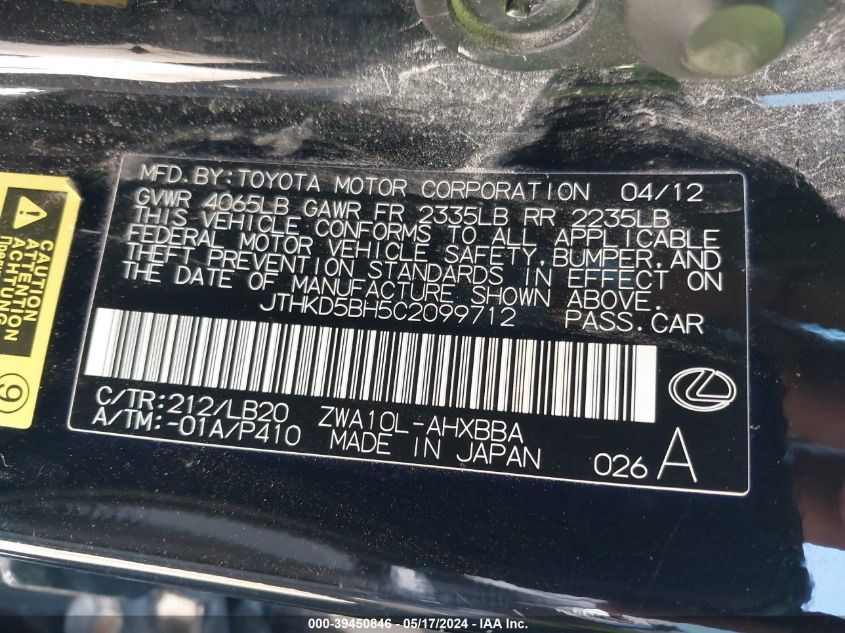 MFD.BY:TOYOTA MOTOR CORPORATION 04/12
GVWR 4065LB GAWR FR 2335LB RR 2235LB
THIS VEHICLE CONFORMS TO ALL APPLICABLE
FEDERAL MOTOR VEHICLE SAFETY,BUMPER,AND
THEFT PREVENTION STANDARDS IN EFFECT ON
THE DATE OF MANUFACTURE SHOWN ABOVE.
JTHKD5BH5C2099712 PASS.CAR
C/TR:212/LB20 ZWA10L-AHXBBA
A/TM:-01A/P410 MADE IN JAPAN
026 A
CAUTION
ATTENTION
ACHTUNG
9
000-39450846 - 05/17/2024 - IAA Inc.